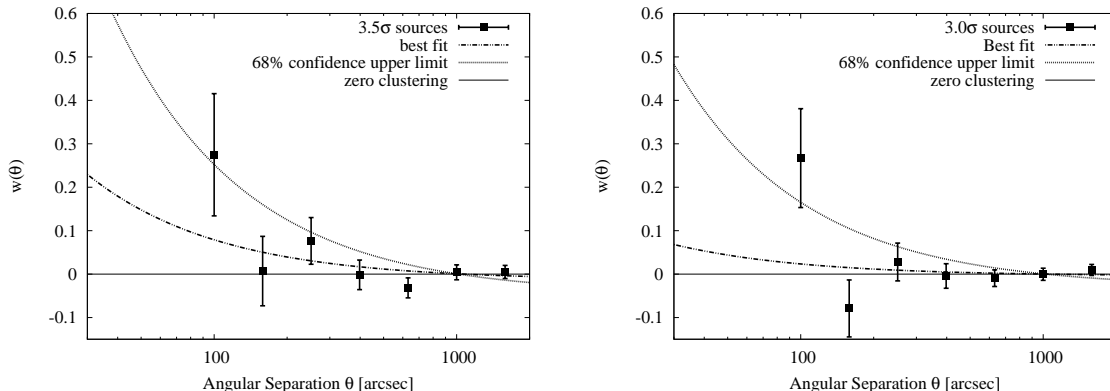 0.6
0.5
0.4
0.3
0.2
0.1
0
-0.1
w(θ)
100
1000
Angular Separation θ [arcsec]
3.5σ sources
best fit
68% confidence upper limit
zero clustering
0.6
0.5
0.4
0.3
0.2
0.1
0
-0.1
w(θ)
100
1000
Angular Separation θ [arcsec]
3.0σ sources
Best fit
68% confidence upper limit
zero clustering